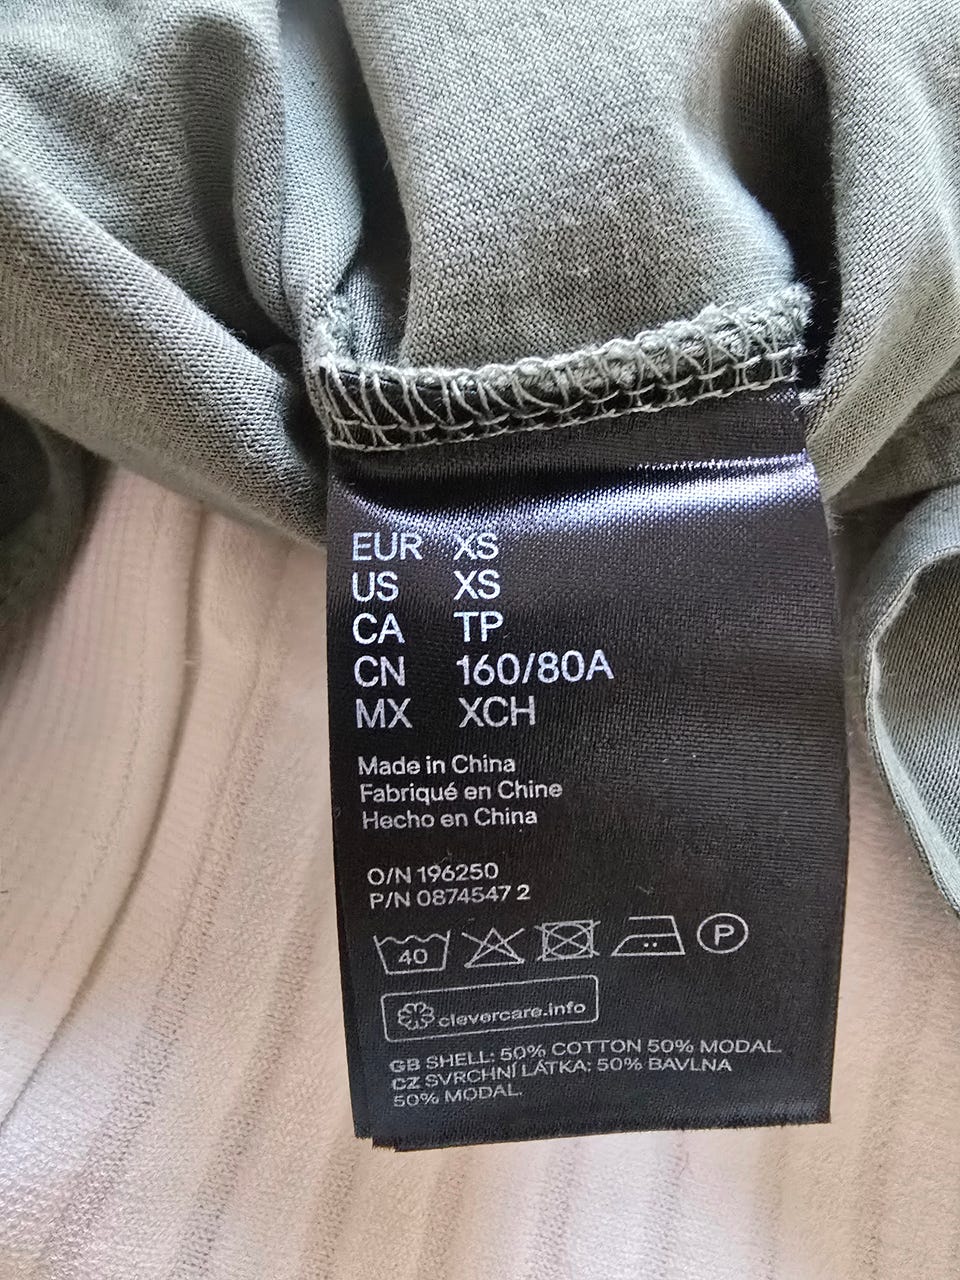 EUR XS
US XS
CA TP
CN 160/80A
MX XCH
Made in China
Fabriqué en Chine
Hecho en China
O/N 196250
P/N 0874547 2
40 P
clevercare.info
GB SHELL: 50% COTTON 50% MODAL.
CZ SVRCHNÍ LÁTKA: 50% BAVLNA
50% MODAL.